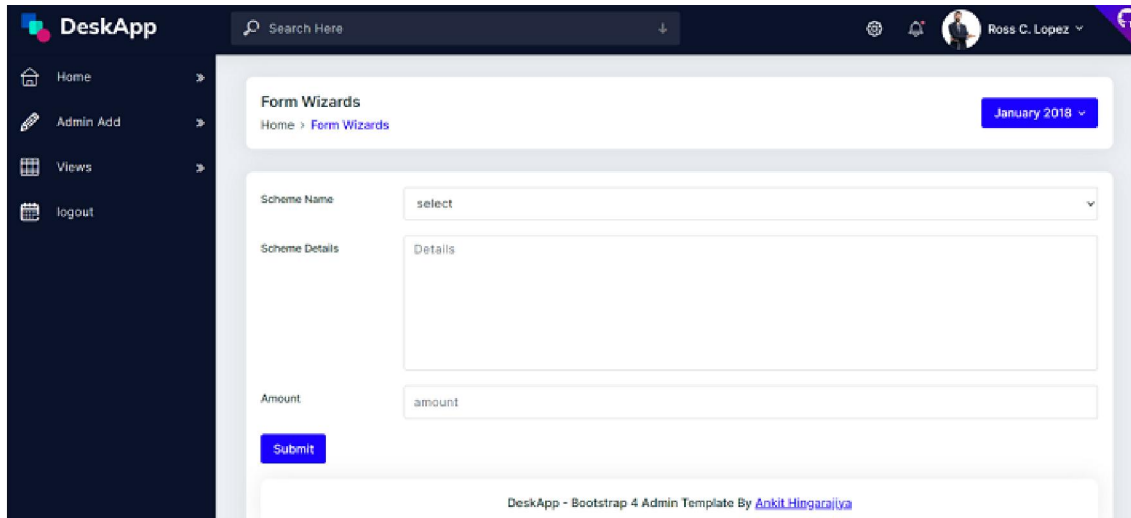 DeskApp
Search Here
Ross C. Lopez
Home
Admin Add
Views
logout
Form Wizards
Home > Form Wizards
January 2018
Scheme Name
select
Scheme Details
Details
Amount
amount
Submit
DeskApp - Bootstrap 4 Admin Template By Ankit Hingarajiya